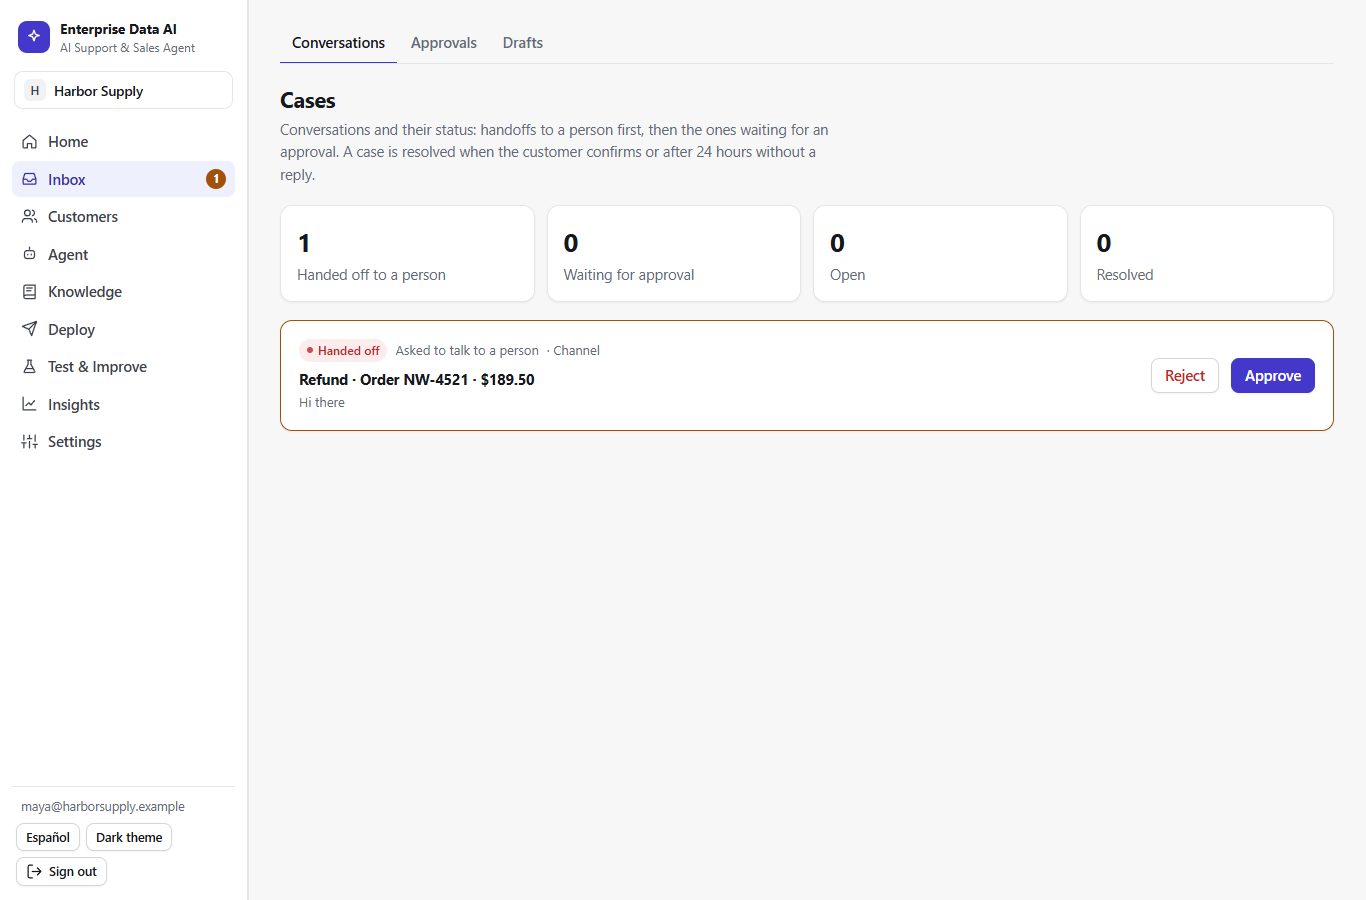 Enterprise Data AI
AI Support & Sales Agent
H Harbor Supply
Home
Inbox 1
Customers
Agent
Knowledge
Deploy
Test & Improve
Insights
Settings
maya@harborsupply.example
Español Dark theme
Sign out
Conversations Approvals Drafts
Cases
Conversations and their status: handoffs to a person first, then the ones waiting for an
approval. A case is resolved when the customer confirms or after 24 hours without a
reply.
1
Handed off to a person
0
Waiting for approval
0
Open
0
Resolved
Handed off Asked to talk to a person · Channel
Refund · Order NW-4521 · $189.50
Hi there
Reject Approve